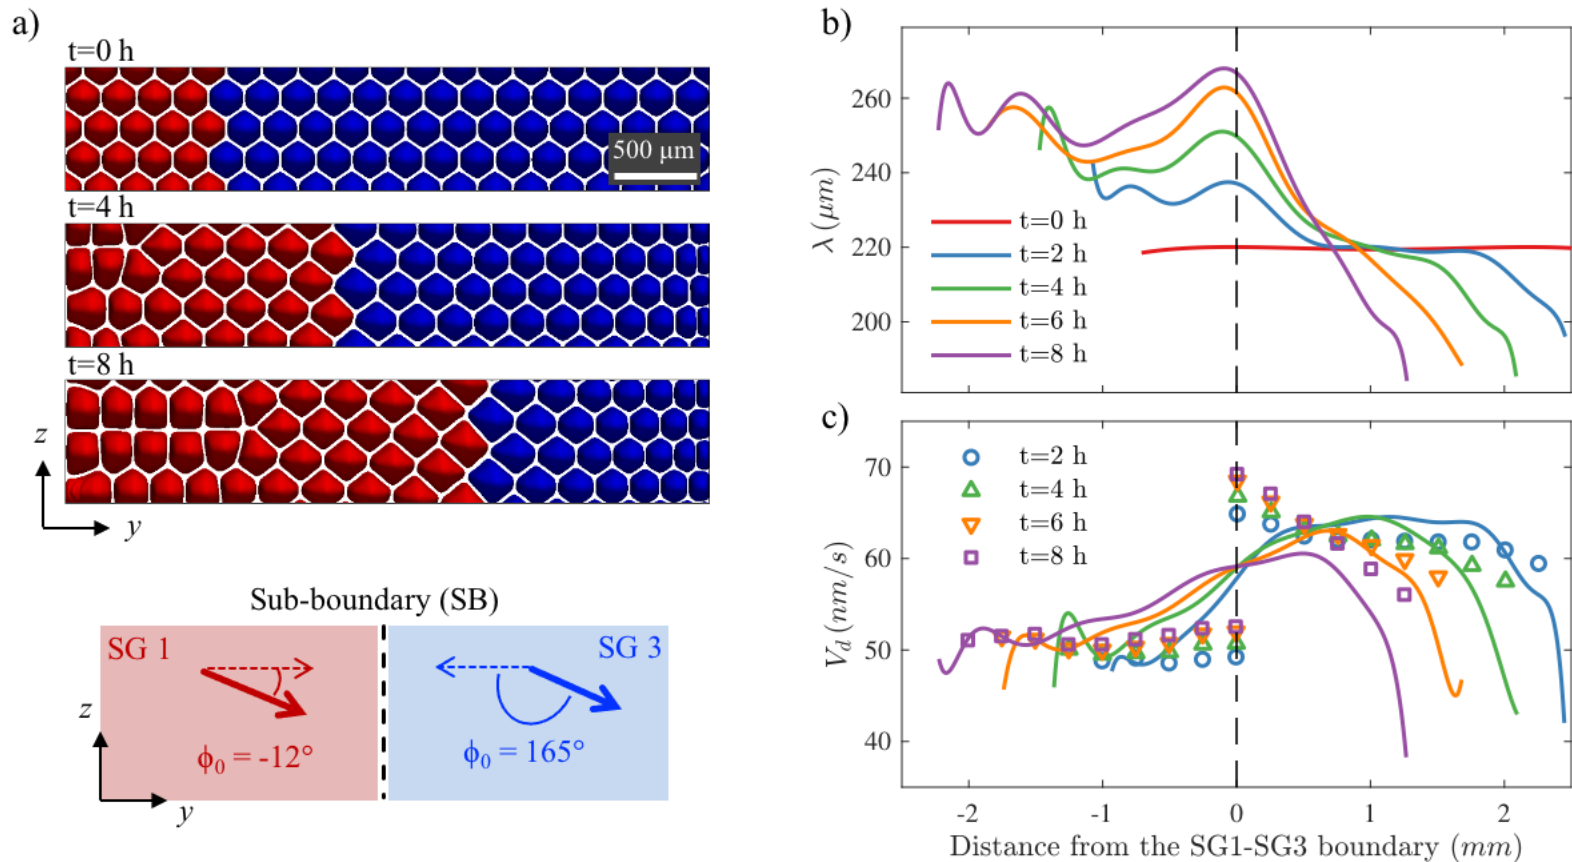 a)
t=0 h
500 μm
t=4 h
t=8 h
z
y
Sub-boundary (SB)
SG 1
SG 3
z
ϕ₀ = -12°
ϕ₀ = 165°
y
b)
260
240
220
200
λ (μm)
t=0 h
t=2 h
t=4 h
t=6 h
t=8 h
c)
70
60
50
40
V_d (nm/s)
t=2 h
t=4 h
t=6 h
t=8 h
-2 -1 0 1 2
Distance from the SG1-SG3 boundary (mm)